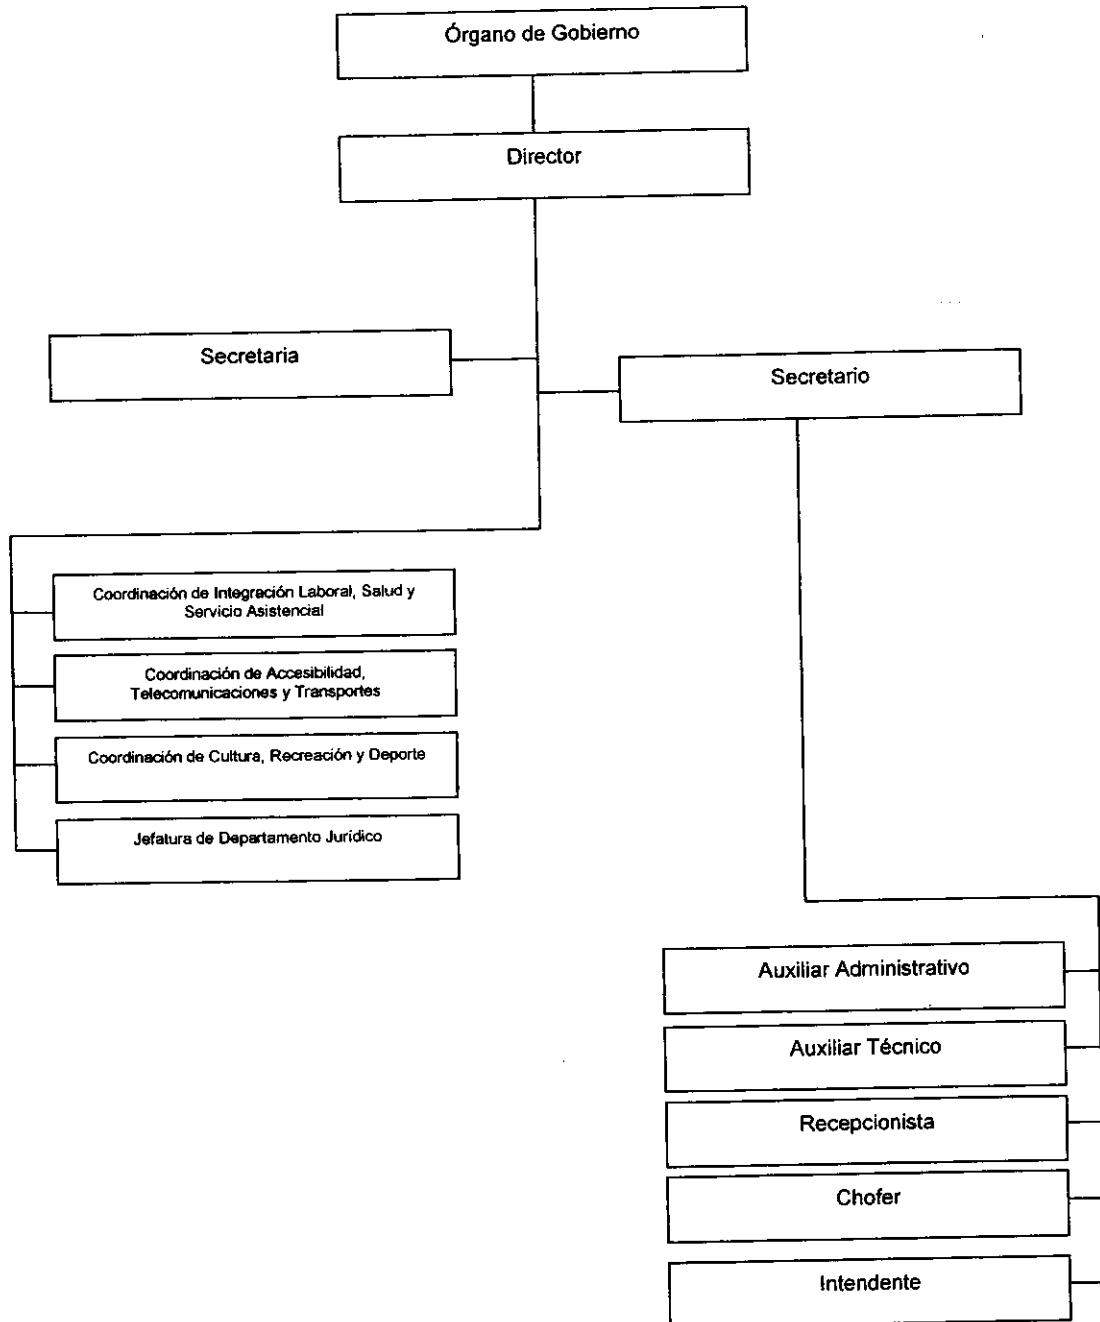 Órgano de Gobierno
Director
Secretaria
Secretario
Coordinación de Integración Laboral, Salud y
Servicio Asistencial
Coordinación de Accesibilidad,
Telecomunicaciones y Transportes
Coordinación de Cultura, Recreación y Deporte
Jefatura de Departamento Jurídico
Auxiliar Administrativo
Auxiliar Técnico
Recepcionista
Chofer
Intendente